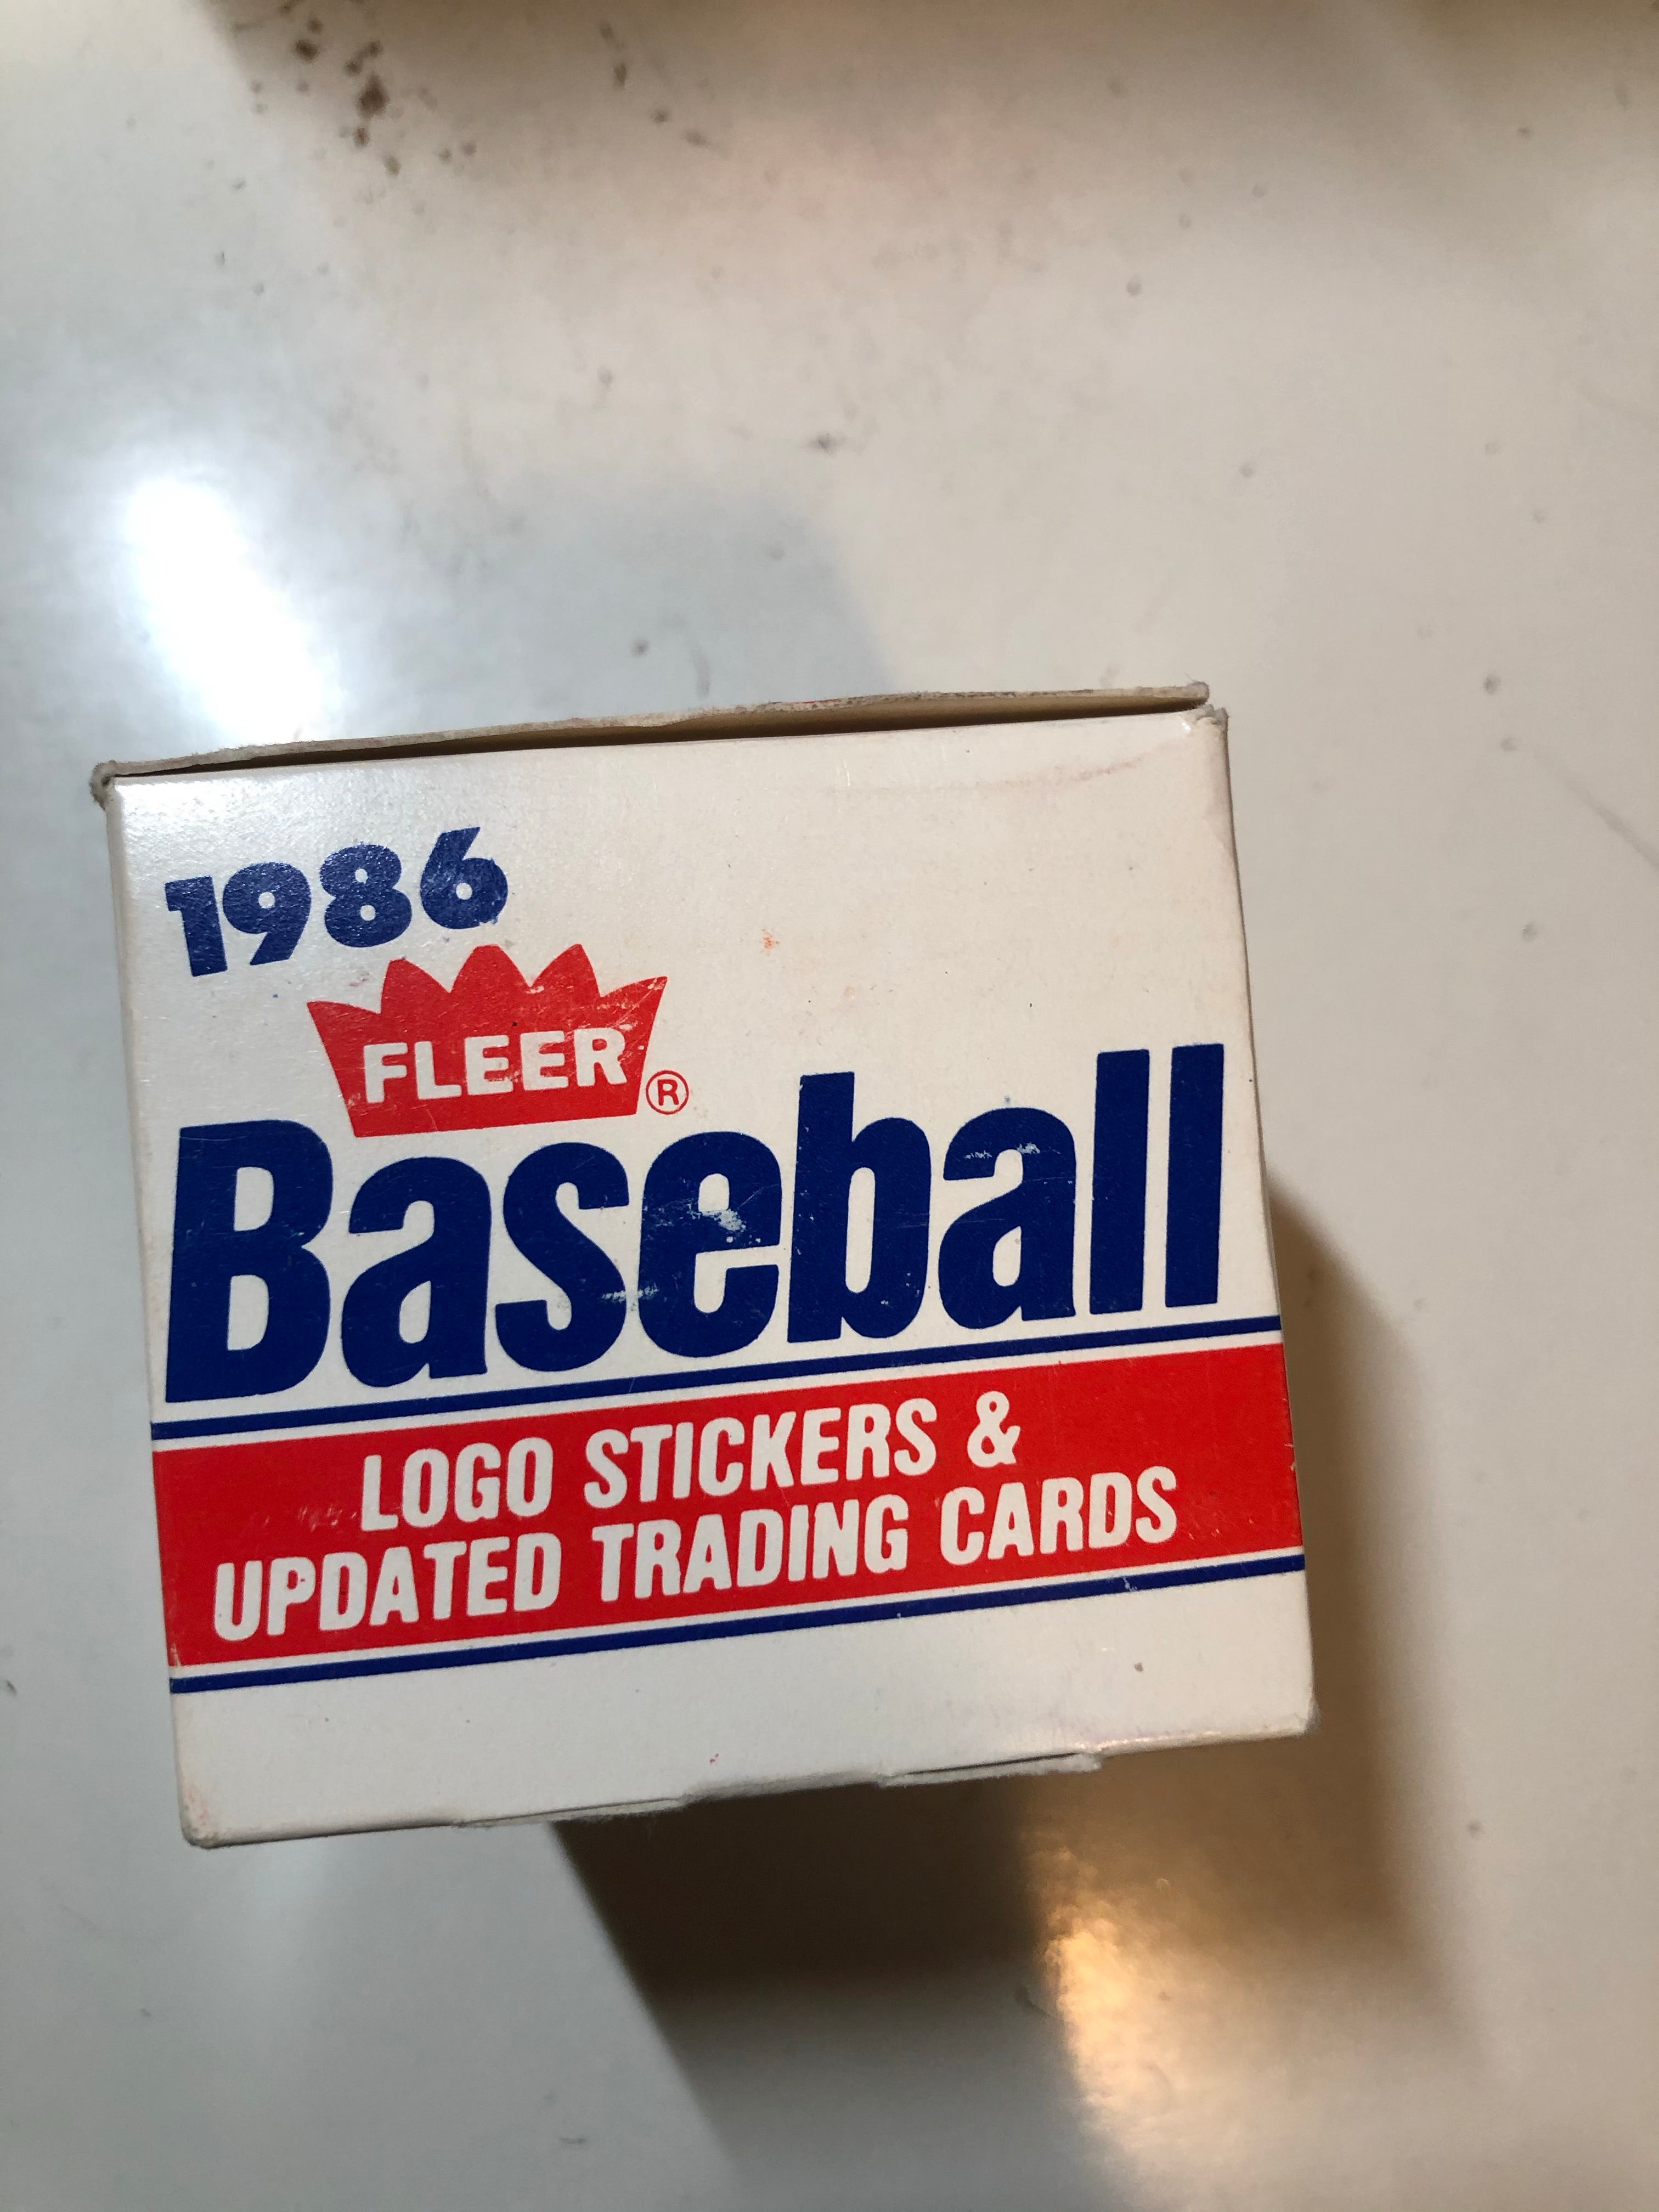 1986
FLEER®
Baseball
LOGO STICKERS &
UPDATED TRADING CARDS